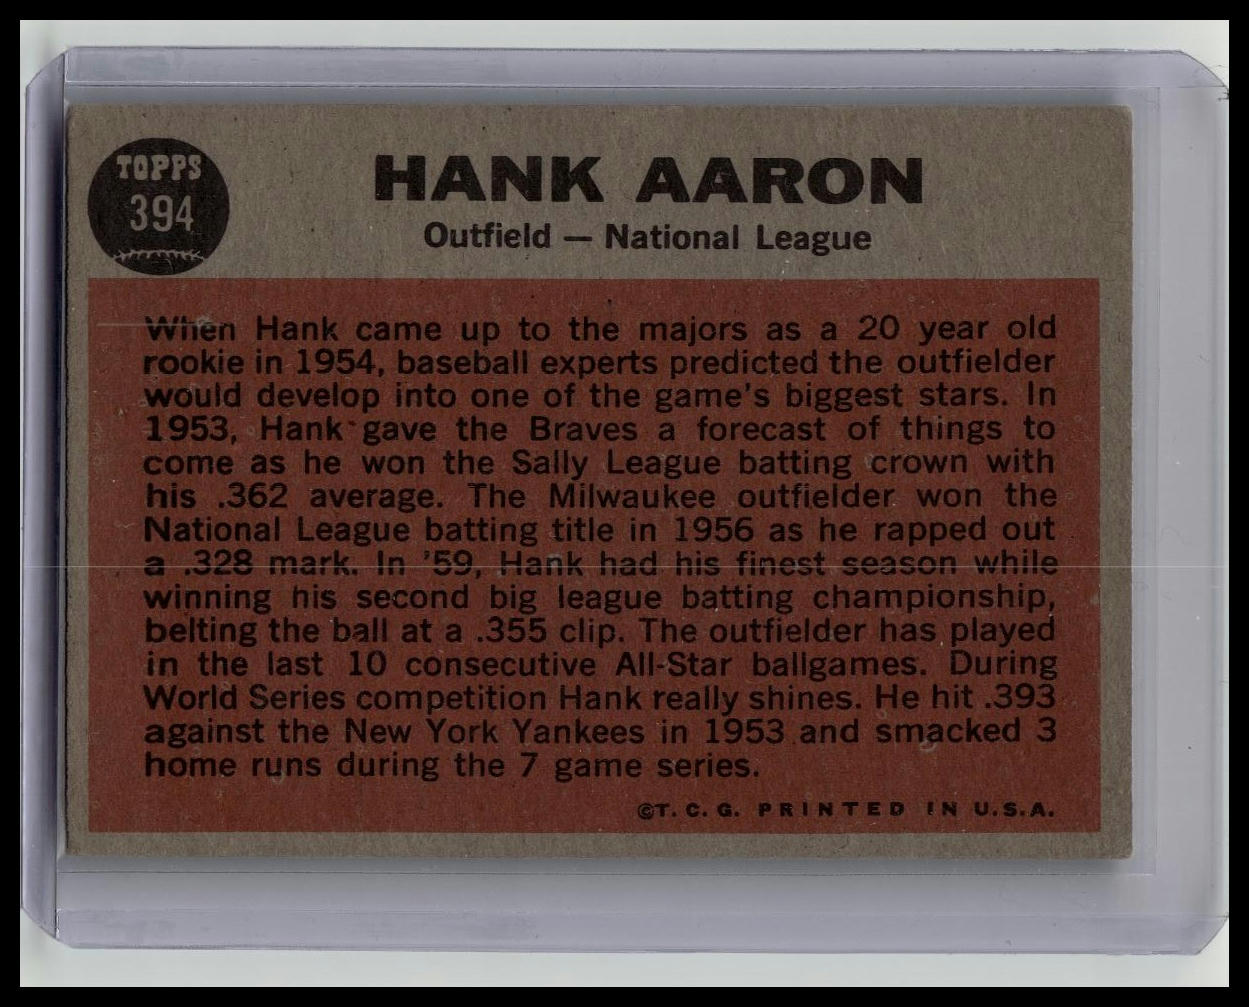 TOPPS
394
HANK AARON
Outfield — National League
When Hank came up to the majors as a 20 year old
rookie in 1954, baseball experts predicted the outfielder
would develop into one of the game's biggest stars. In
1953, Hank gave the Braves a forecast of things to
come as he won the Sally League batting crown with
his .362 average. The Milwaukee outfielder won the
National League batting title in 1956 as he rapped out
a .328 mark. In '59, Hank had his finest season while
winning his second big league batting championship,
belting the ball at a .355 clip. The outfielder has played
in the last 10 consecutive All-Star ballgames. During
World Series competition Hank really shines. He hit .393
against the New York Yankees in 1953 and smacked 3
home runs during the 7 game series.
©T. C. G. PRINTED IN U.S.A.